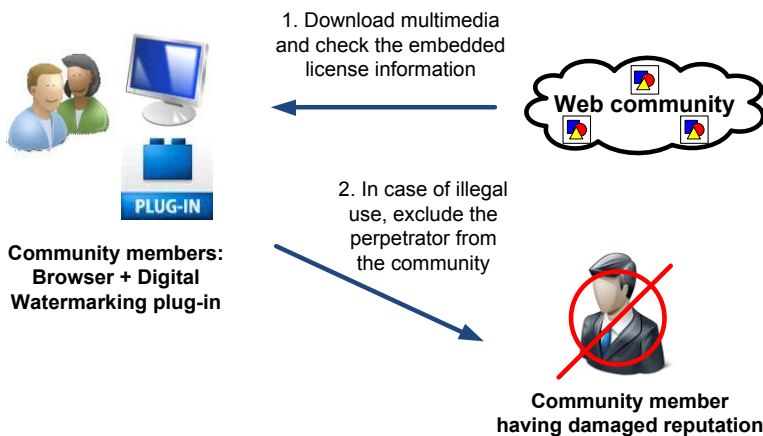 1. Download multimedia
and check the embedded
license information
Web community
PLUG-IN
2. In case of illegal
use, exclude the
perpetrator from
the community
Community members:
Browser + Digital
Watermarking plug-in
Community member
having damaged reputation